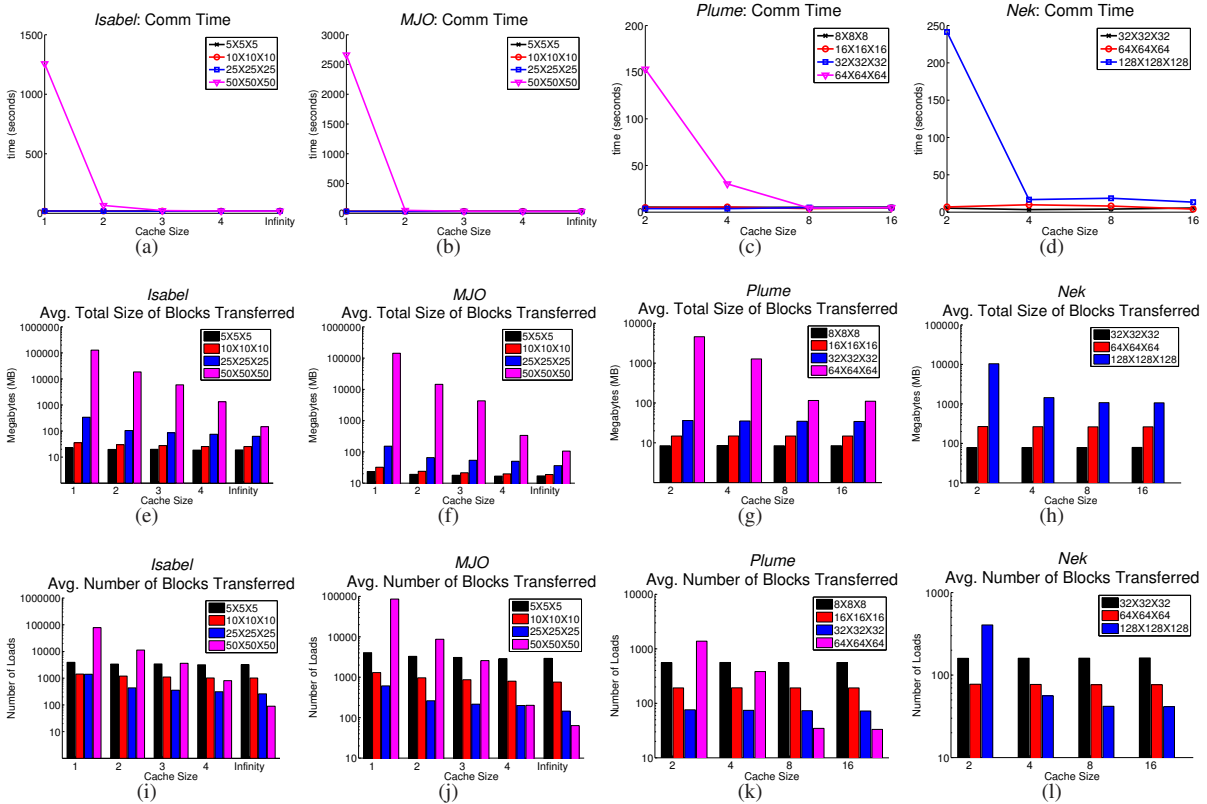 Isabel: Comm Time
1500
1000
500
0
time (seconds)
5X5X5
10X10X10
25X25X25
50X50X50
1 2 3 4 Infinity
Cache Size
(a)
MJO: Comm Time
3000
2500
2000
1500
1000
500
0
time (seconds)
5X5X5
10X10X10
25X25X25
50X50X50
1 2 3 4 Infinity
Cache Size
(b)
Plume: Comm Time
200
150
100
50
0
time (seconds)
8X8X8
16X16X16
32X32X32
64X64X64
2 4 8 16
Cache Size
(c)
Nek: Comm Time
250
200
150
100
50
0
time (seconds)
32X32X32
64X64X64
128X128X128
2 4 8 16
Cache Size
(d)
Isabel
Avg. Total Size of Blocks Transferred
1000000
100000
10000
1000
100
10
Megabytes (MB)
5X5X5
10X10X10
25X25X25
50X50X50
1 2 3 4 Infinity
Cache Size
(e)
MJO
Avg. Total Size of Blocks Transferred
1000000
100000
10000
1000
100
10
Megabytes (MB)
5X5X5
10X10X10
25X25X25
50X50X50
1 2 3 4 Infinity
Cache Size
(f)
Plume
Avg. Total Size of Blocks Transferred
10000
1000
100
10
Megabytes (MB)
8X8X8
16X16X16
32X32X32
64X64X64
2 4 8 16
Cache Size
(g)
Nek
Avg. Total Size of Blocks Transferred
100000
10000
1000
100
10
Megabytes (MB)
32X32X32
64X64X64
128X128X128
2 4 8 16
Cache Size
(h)
Isabel
Avg. Number of Blocks Transferred
1000000
100000
10000
1000
100
10
Number of Loads
5X5X5
10X10X10
25X25X25
50X50X50
1 2 3 4 Infinity
Cache Size
(i)
MJO
Avg. Number of Blocks Transferred
100000
10000
1000
100
10
Number of Loads
5X5X5
10X10X10
25X25X25
50X50X50
1 2 3 4 Infinity
Cache Size
(j)
Plume
Avg. Number of Blocks Transferred
10000
1000
100
10
Number of Loads
8X8X8
16X16X16
32X32X32
64X64X64
2 4 8 16
Cache Size
(k)
Nek
Avg. Number of Blocks Transferred
1000
100
10
Number of Loads
32X32X32
64X64X64
128X128X128
2 4 8 16
Cache Size
(l)